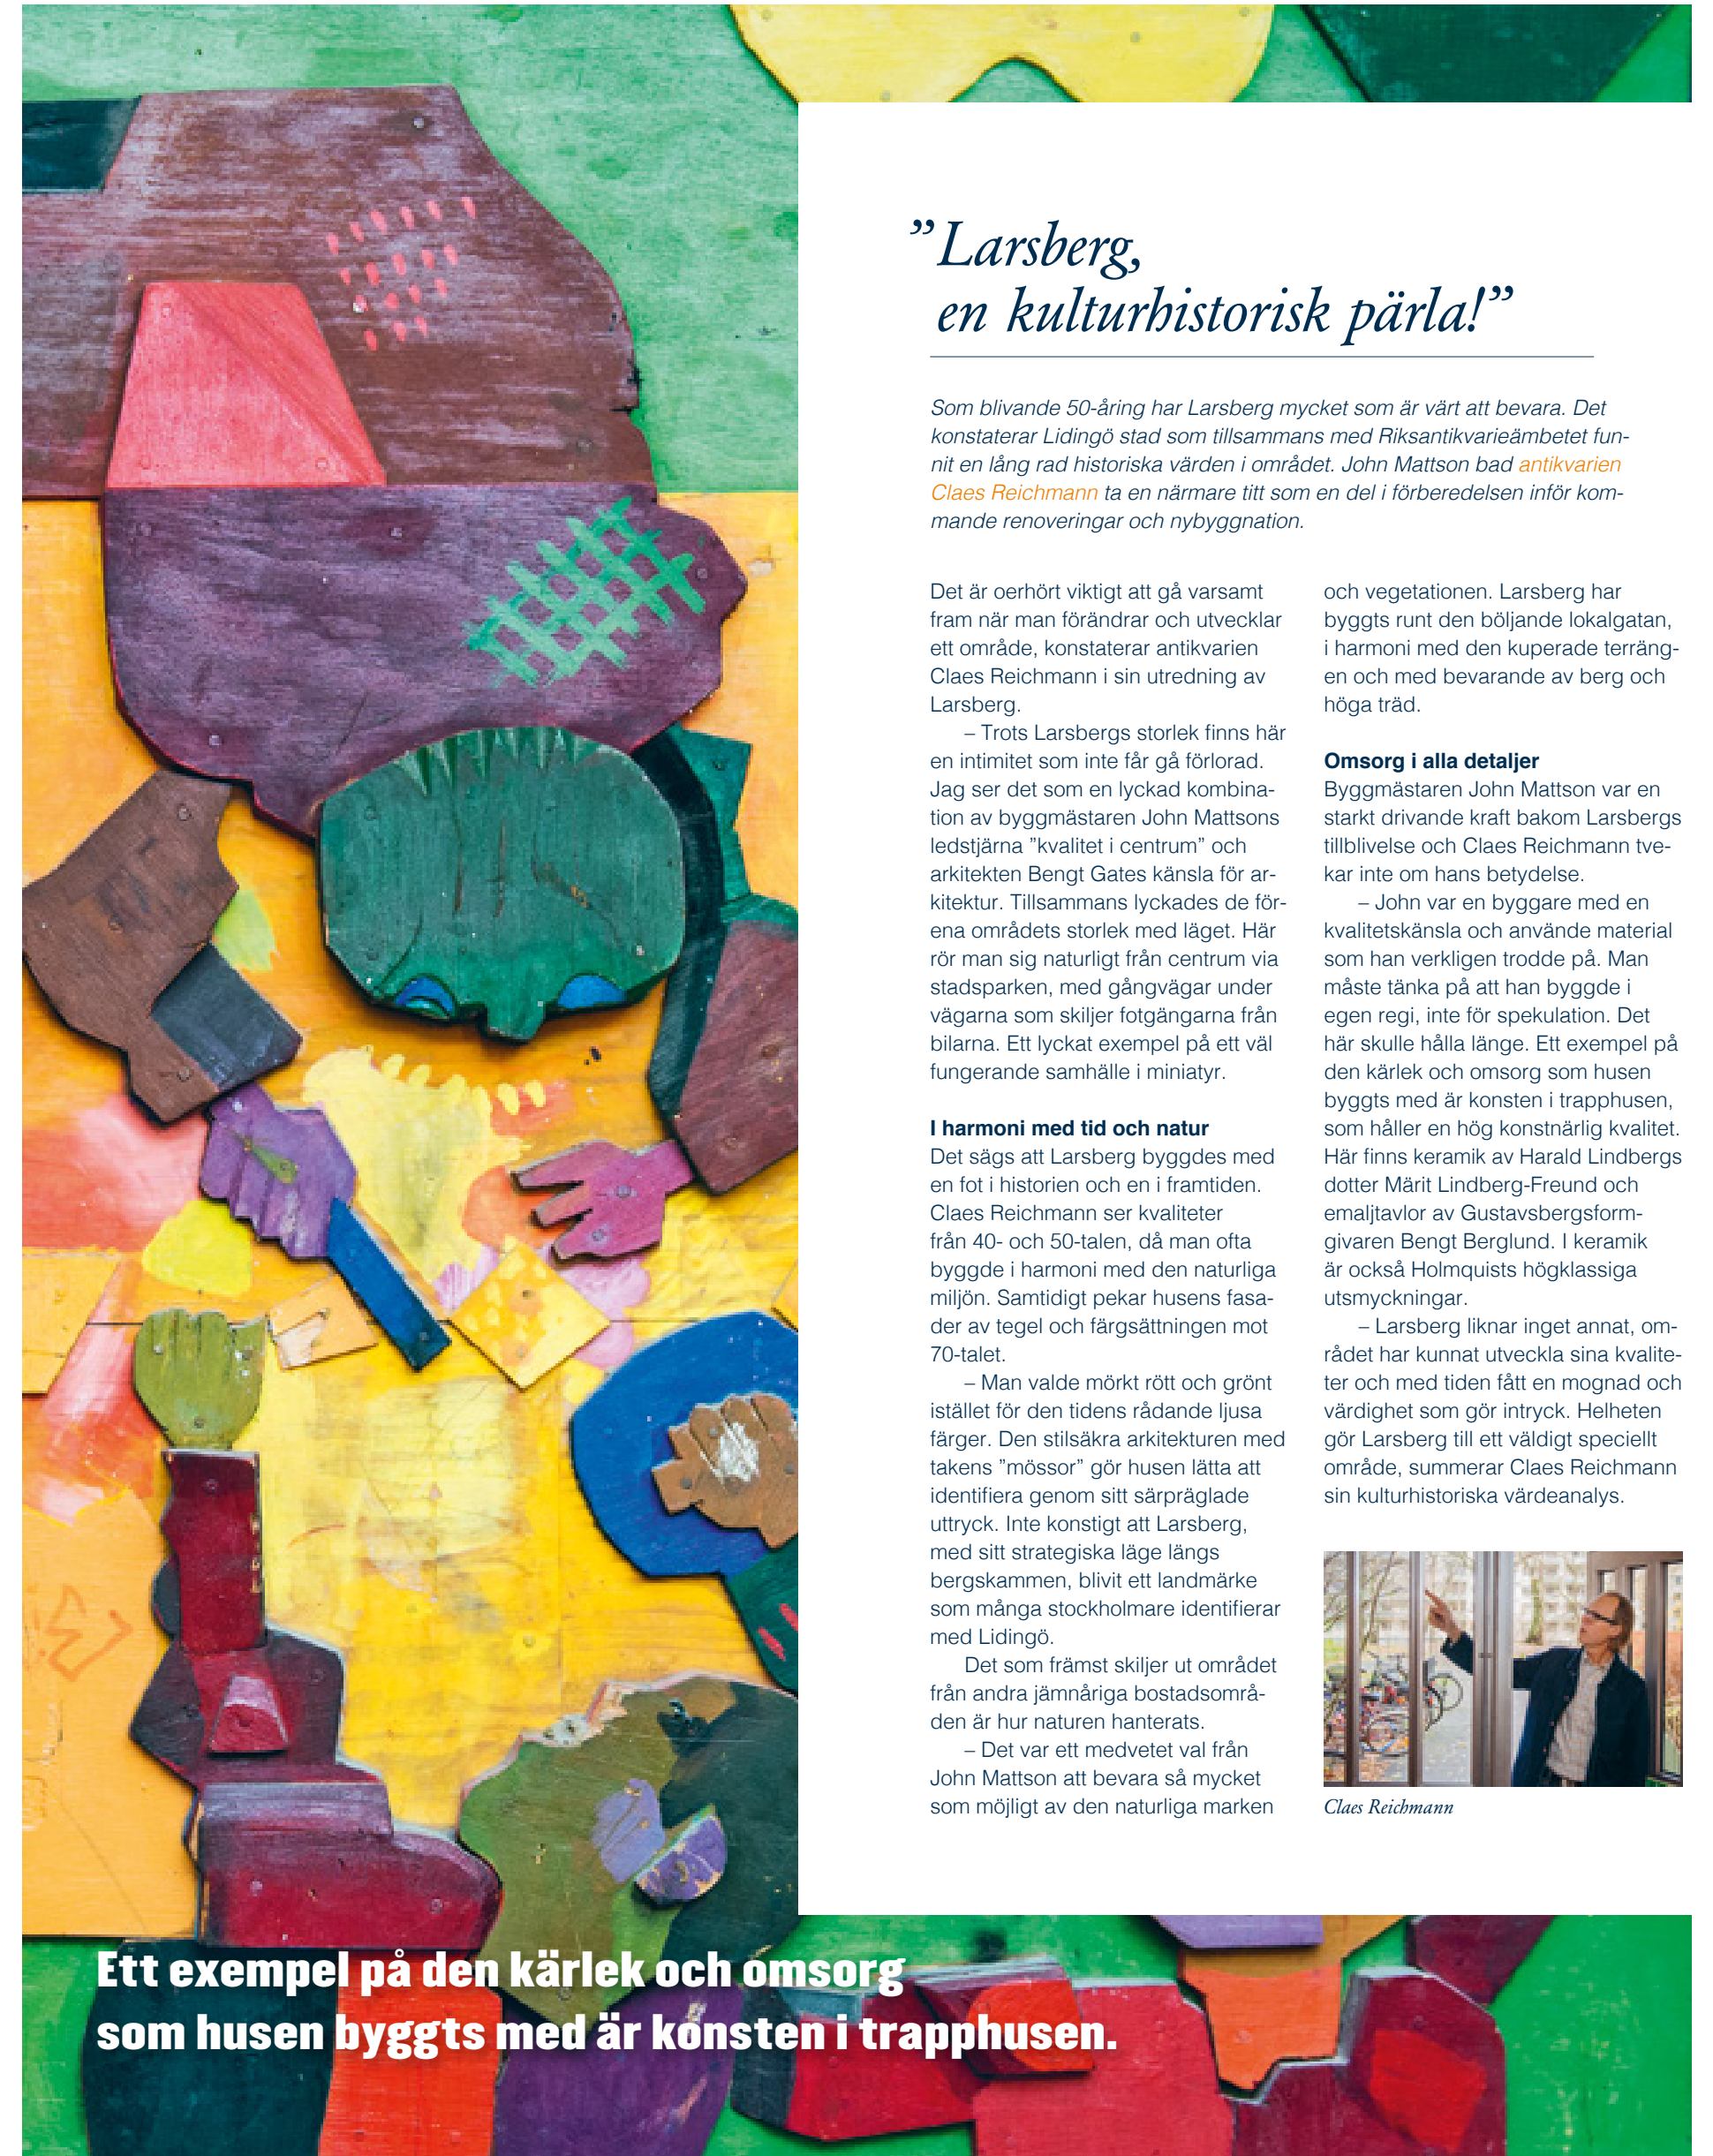 ”Larsberg,
en kulturhistorisk pärla!”
Som blivande 50-åring har Larsberg mycket som är värt att bevara. Det
konstaterar Lidingö stad som tillsammans med Riksantikvarieämbetet fun-
nit en lång rad historiska värden i området. John Mattson bad antikvarien
Claes Reichmann ta en närmare titt som en del i förberedelsen inför kom-
mande renoveringar och nybyggnation.
Det är oerhört viktigt att gå varsamt
fram när man förändrar och utvecklar
ett område, konstaterar antikvarien
Claes Reichmann i sin utredning av
Larsberg.
– Trots Larsbergs storlek finns här
en intimitet som inte får gå förlorad.
Jag ser det som en lyckad kombina-
tion av byggmästaren John Mattsons
ledstjärna ”kvalitet i centrum” och
arkitekten Bengt Gates känsla för ar-
kitektur. Tillsammans lyckades de för-
ena områdets storlek med läget. Här
rör man sig naturligt från centrum via
stadsparken, med gångvägar under
vägarna som skiljer fotgängarna från
bilarna. Ett lyckat exempel på ett väl
fungerande samhälle i miniatyr.
I harmoni med tid och natur
Det sägs att Larsberg byggdes med
en fot i historien och en i framtiden.
Claes Reichmann ser kvaliteter
från 40- och 50-talen, då man ofta
byggde i harmoni med den naturliga
miljön. Samtidigt pekar husens fasa-
der av tegel och färgsättningen mot
70-talet.
– Man valde mörkt rött och grönt
istället för den tidens rådande ljusa
färger. Den stilsäkra arkitekturen med
takens ”mössor” gör husen lätta att
identifiera genom sitt särpräglade
uttryck. Inte konstigt att Larsberg,
med sitt strategiska läge längs
bergskammen, blivit ett landmärke
som många stockholmare identifierar
med Lidingö.
Det som främst skiljer ut området
från andra jämnåriga bostadsområ-
den är hur naturen hanterats.
– Det var ett medvetet val från
John Mattson att bevara så mycket
som möjligt av den naturliga marken
och vegetationen. Larsberg har
byggts runt den böljande lokalgatan,
i harmoni med den kuperade terräng-
en och med bevarande av berg och
höga träd.
Omsorg i alla detaljer
Byggmästaren John Mattson var en
starkt drivande kraft bakom Larsbergs
tillblivelse och Claes Reichmann tve-
kar inte om hans betydelse.
– John var en byggare med en
kvalitetskänsla och använde material
som han verkligen trodde på. Man
måste tänka på att han byggde i
egen regi, inte för spekulation. Det
här skulle hålla länge. Ett exempel på
den kärlek och omsorg som husen
byggts med är konsten i trapphusen,
som håller en hög konstnärlig kvalitet.
Här finns keramik av Harald Lindbergs
dotter Märit Lindberg-Freund och
emaljtavlor av Gustavsbergsform-
givaren Bengt Berglund. I keramik
är också Holmquists högklassiga
utsmyckningar.
– Larsberg liknar inget annat, om-
rådet har kunnat utveckla sina kvalite-
ter och med tiden fått en mognad och
värdighet som gör intryck. Helheten
gör Larsberg till ett väldigt speciellt
område, summerar Claes Reichmann
sin kulturhistoriska värdeanalys.
Claes Reichmann
Ett exempel på den kärlek och omsorg
som husen byggts med är konsten i trapphusen.